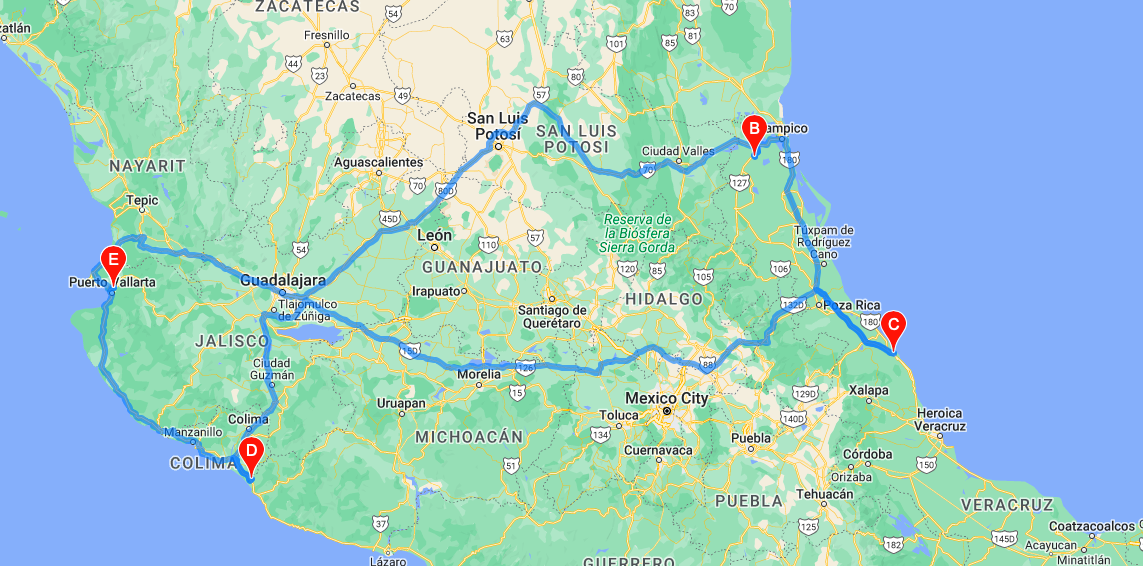 ZACATECAS
54
83
70
zatlán
Fresnillo
63
101
85
81
44
23
80
Zacatecas
49
57
San Luis
Potosí
SAN LUIS
POTOSI
B
ampico
Ciudad Valles
180
NAYARIT
Aguascalientes
70
80D
70
127
Tepic
45D
Reserva de
la Biósfera
Sierra Gorda
Túxpam de
Rodríguez
Cano
León
110
57
54
E
Puerto Vallarta
Guadalajara
GUANAJUATO
120
85
105
106
Irapuato
HIDALGO
132D
Poza Rica
Tlajomulco
de Zúñiga
Santiago de
Querétaro
180
C
JALISCO
15D
Ciudad
Guzmán
126
88
Morelia
15
Mexico City
129D
Xalapa
Uruapan
Toluca
140D
Heroica
Veracruz
Colima
Manzanillo
MICHOACÁN
134
Puebla
D
COLIMA
Cuernavaca
Córdoba
Orizaba
150
51
PUEBLA
Tehuacán
VERACRUZ
37
125
Coatzacoalcos
182
145D
Acayucan
Minatitlán
Lázaro
GUERRERO